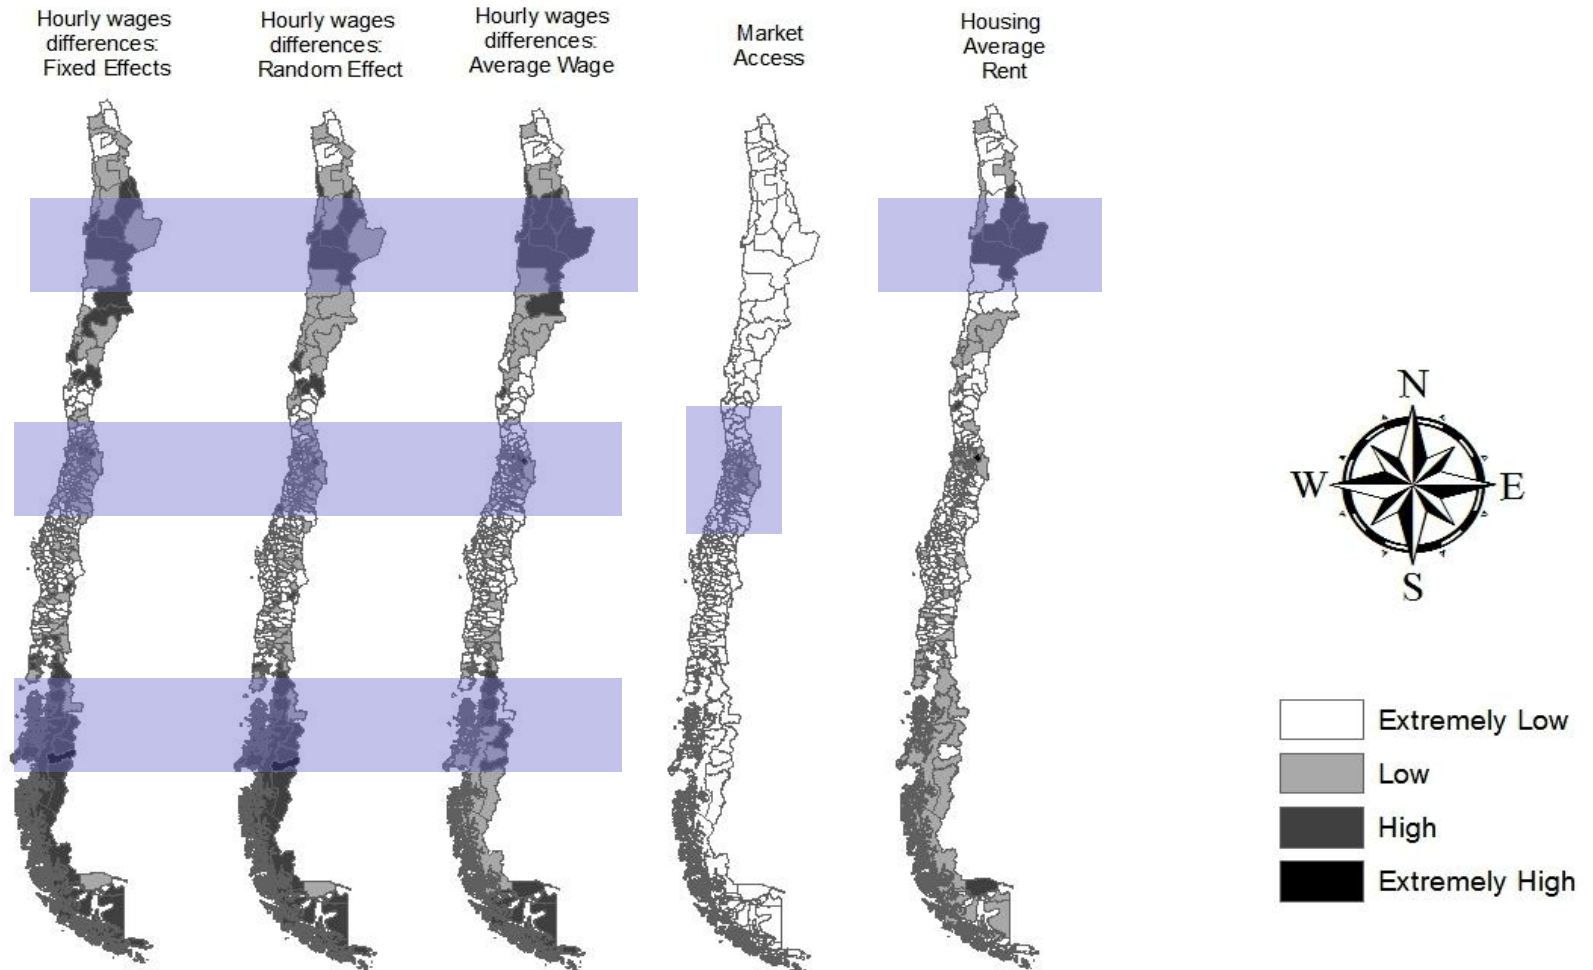 Hourly wages
differences:
Fixed Effects
Hourly wages
differences:
Random Effect
Hourly wages
differences:
Average Wage
Market
Access
Housing
Average
Rent
N
W
E
S
Extremely Low
Low
High
Extremely High